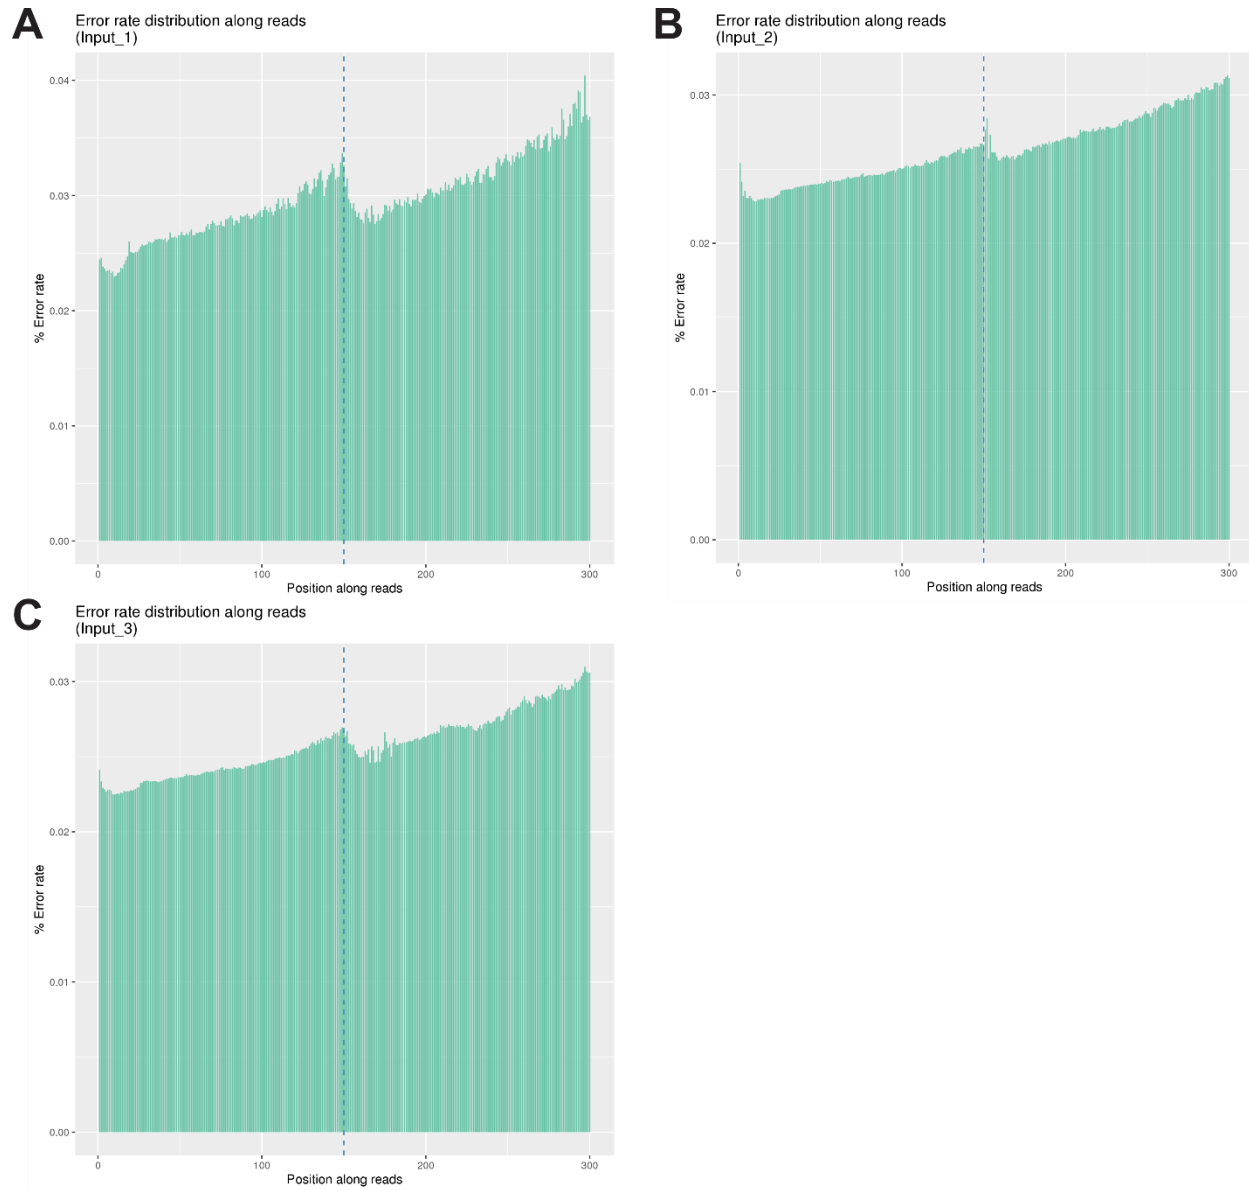 A
Error rate distribution along reads
(Input_1)
0.04
0.03
0.02
0.01
0.00
% Error rate
0
100
200
300
Position along reads
B
Error rate distribution along reads
(Input_2)
0.03
0.02
0.01
0.00
% Error rate
0
100
200
300
Position along reads
C
Error rate distribution along reads
(Input_3)
0.03
0.02
0.01
0.00
% Error rate
0
100
200
300
Position along reads